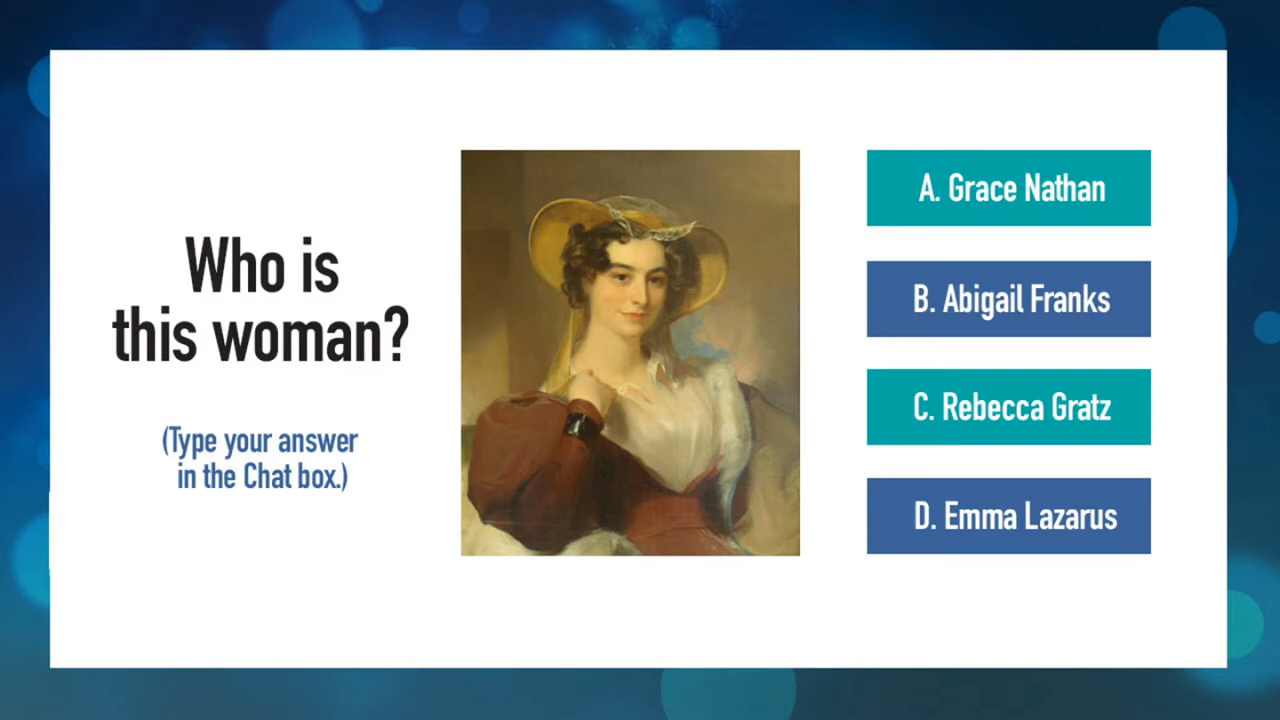 Who is
this woman?
(Type your answer
in the Chat box.)
A. Grace Nathan
B. Abigail Franks
C. Rebecca Gratz
D. Emma Lazarus